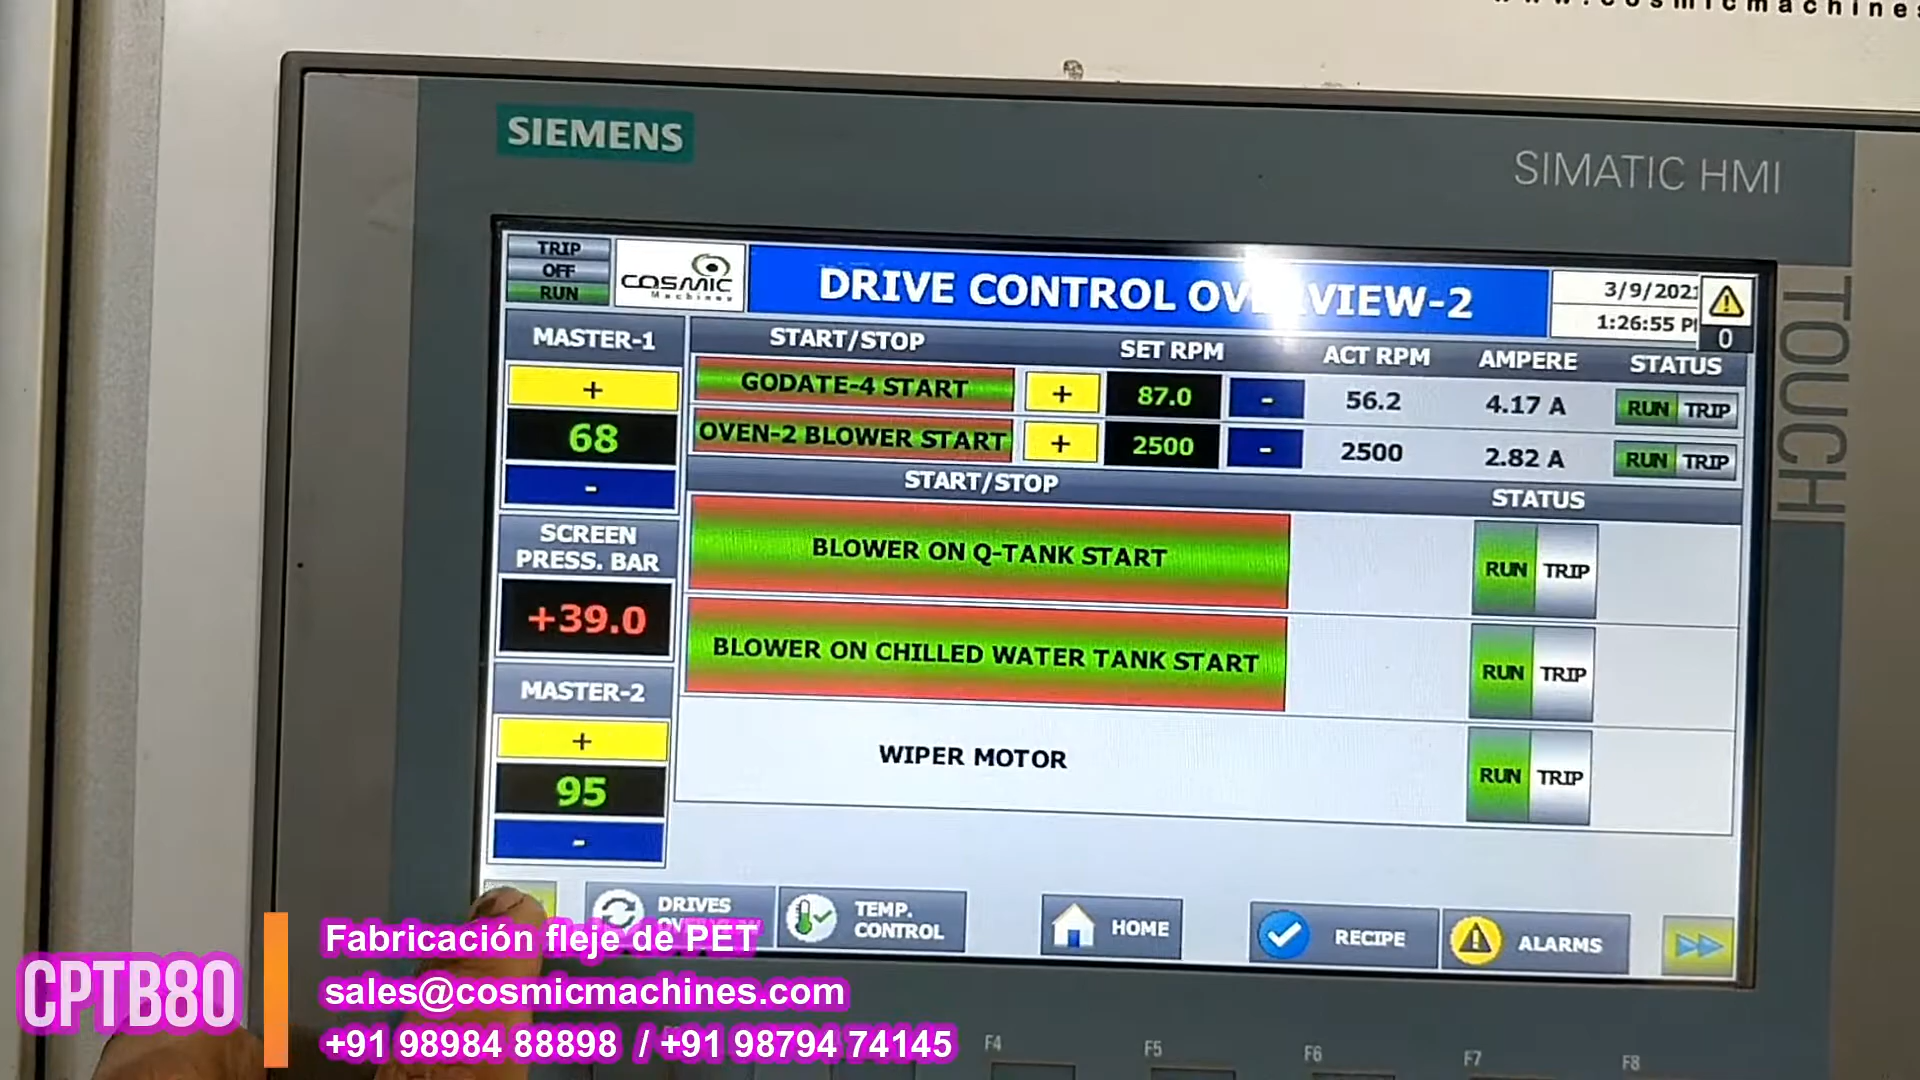 SIEMENS
SIMATIC HMI
TOUCH
TRIP
OFF
RUN
COSMIC
Machines
DRIVE CONTROL OVERVIEW-2
1:26:55
0
MASTER-1
+
68
-
SCREEN
PRESS. BAR
+39.0
MASTER-2
+
95
-
START/STOP SET RPM ACT RPM AMPERE STATUS
GODATE-4 START + 87.0 - 56.2 4.17 A RUN TRIP
OVEN-2 BLOWER START + 2500 - 2500 2.82 A RUN TRIP
START/STOP STATUS
BLOWER ON Q-TANK START RUN TRIP
BLOWER ON CHILLED WATER TANK START RUN TRIP
WIPER MOTOR RUN TRIP
DRIVES
OVERVIEW
TEMP.
CONTROL
HOME
RECIPE
ALARMS
CPTB80
Fabricación fleje de PET
sales@cosmicmachines.com
+91 98984 88898 / +91 98794 74145
F4 F5 F6 F7 F8